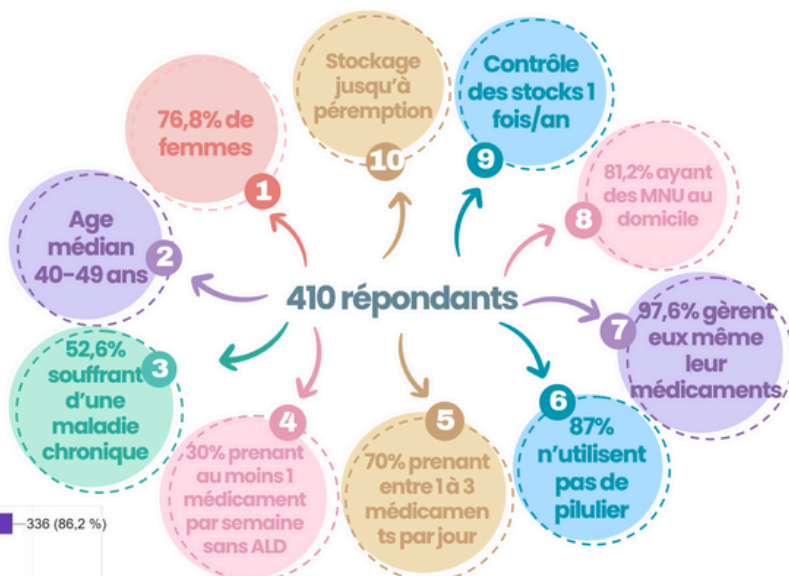 76,8% de
femmes
1
Age
médian
40-49 ans
2
52,6%
souffrant
d'une
maladie
chronique
3
30% prenant
au moins 1
médicament
par semaine
sans ALD
4
70% prenant
entre 1 à 3
médicamen
ts par jour
5
87%
n'utilisent
pas de
pilulier
6
97,6% gèrent
eux même
leur
médicaments
7
81,2% ayant
des MNU au
domicile
8
Contrôle
des stocks 1
fois/an
9
Stockage
jusqu'à
péremption
10
410 répondants
336 (86,2 %)